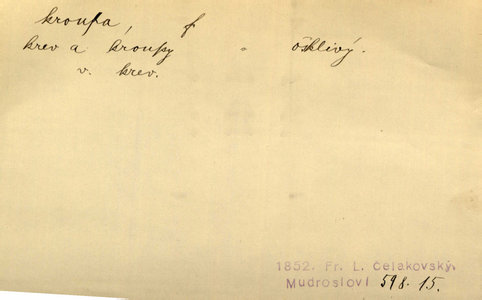 kroupa, f
krev a kroupy - ošklivý.
v. krev.
1852. Fr. L. Čelakovský,
Mudrosloví 598. 15.